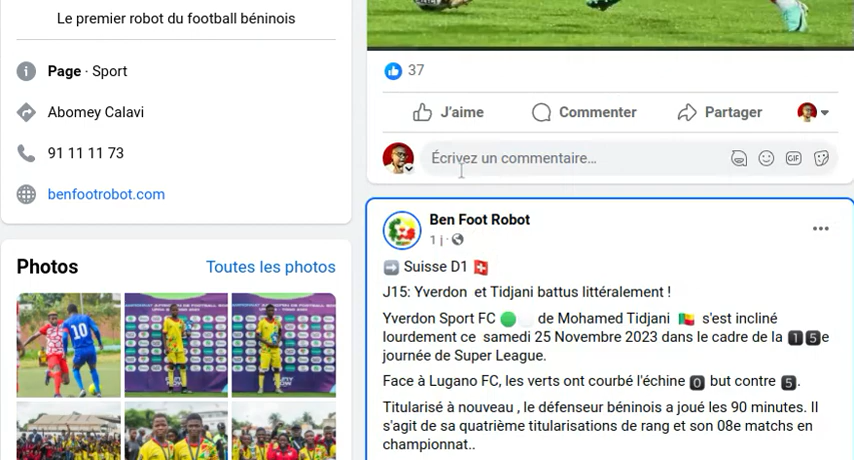 Le premier robot du football béninois
Page · Sport
Abomey Calavi
91 11 11 73
benfootrobot.com
Photos
Toutes les photos
10
37
J'aime
Commenter
Partager
Écrivez un commentaire...
GIF
Ben Foot Robot
1 j ·
➡️ Suisse D1 🇨🇭
J15: Yverdon et Tidjani battus littéralement !
Yverdon Sport FC 🟢⚪ de Mohamed Tidjani 🇧🇯 s'est incliné
lourdement ce samedi 25 Novembre 2023 dans le cadre de la 1️⃣5️⃣e
journée de Super League.
Face à Lugano FC, les verts ont courbé l'échine 0️⃣ but contre 5️⃣.
Titularisé à nouveau , le défenseur béninois a joué les 90 minutes. Il
s'agit de sa quatrième titularisations de rang et son 08e matchs en
championnat..